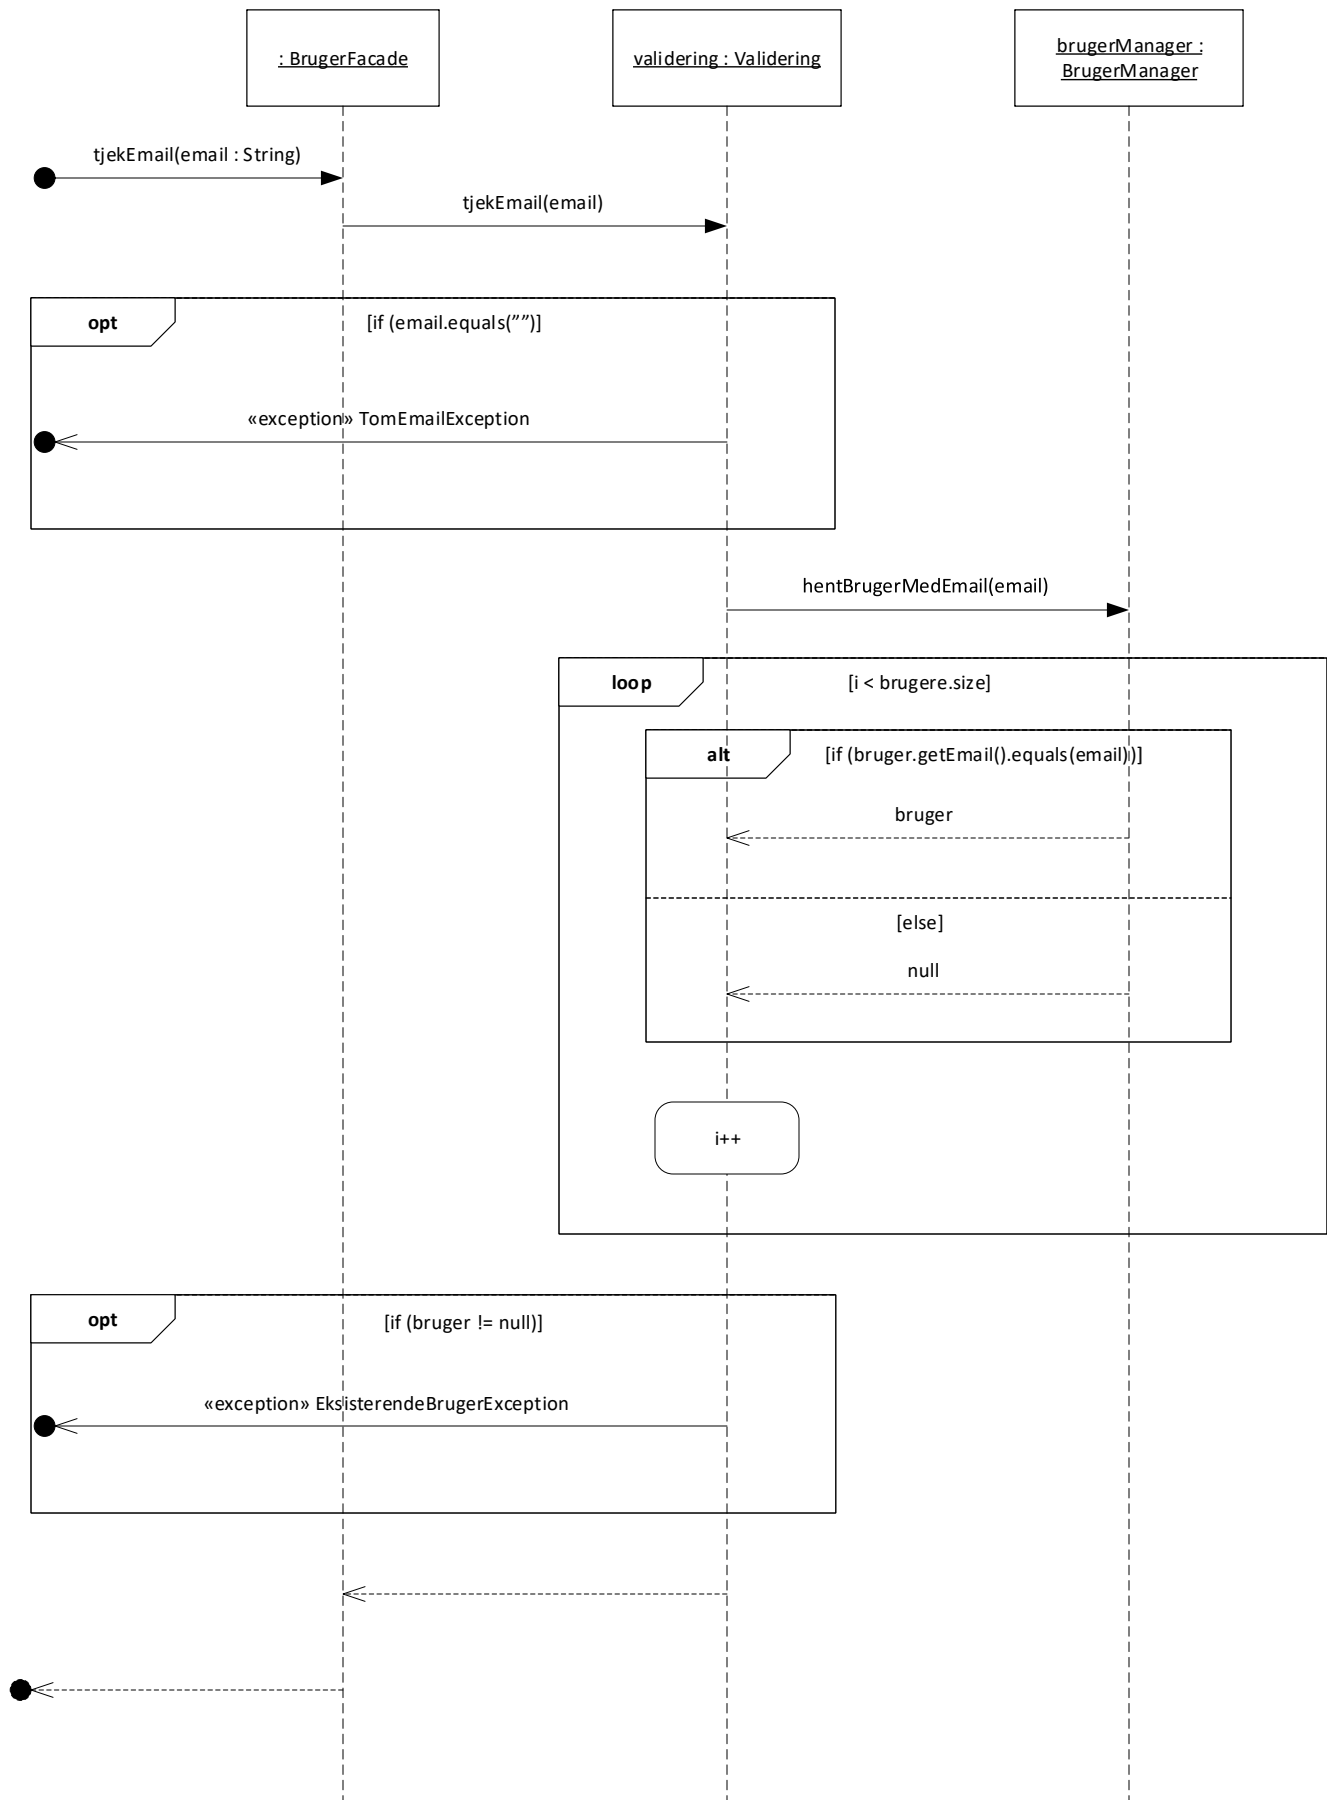 : BrugerFacade
validering : Validering
brugerManager :
BrugerManager
tjekEmail(email : String)
tjekEmail(email)
opt
[if (email.equals(””)]
«exception» TomEmailException
hentBrugerMedEmail(email)
loop
[i < brugere.size]
alt
[if (bruger.getEmail().equals(email))]
bruger
[else]
null
i++
opt
[if (bruger != null)]
«exception» EksisterendeBrugerException